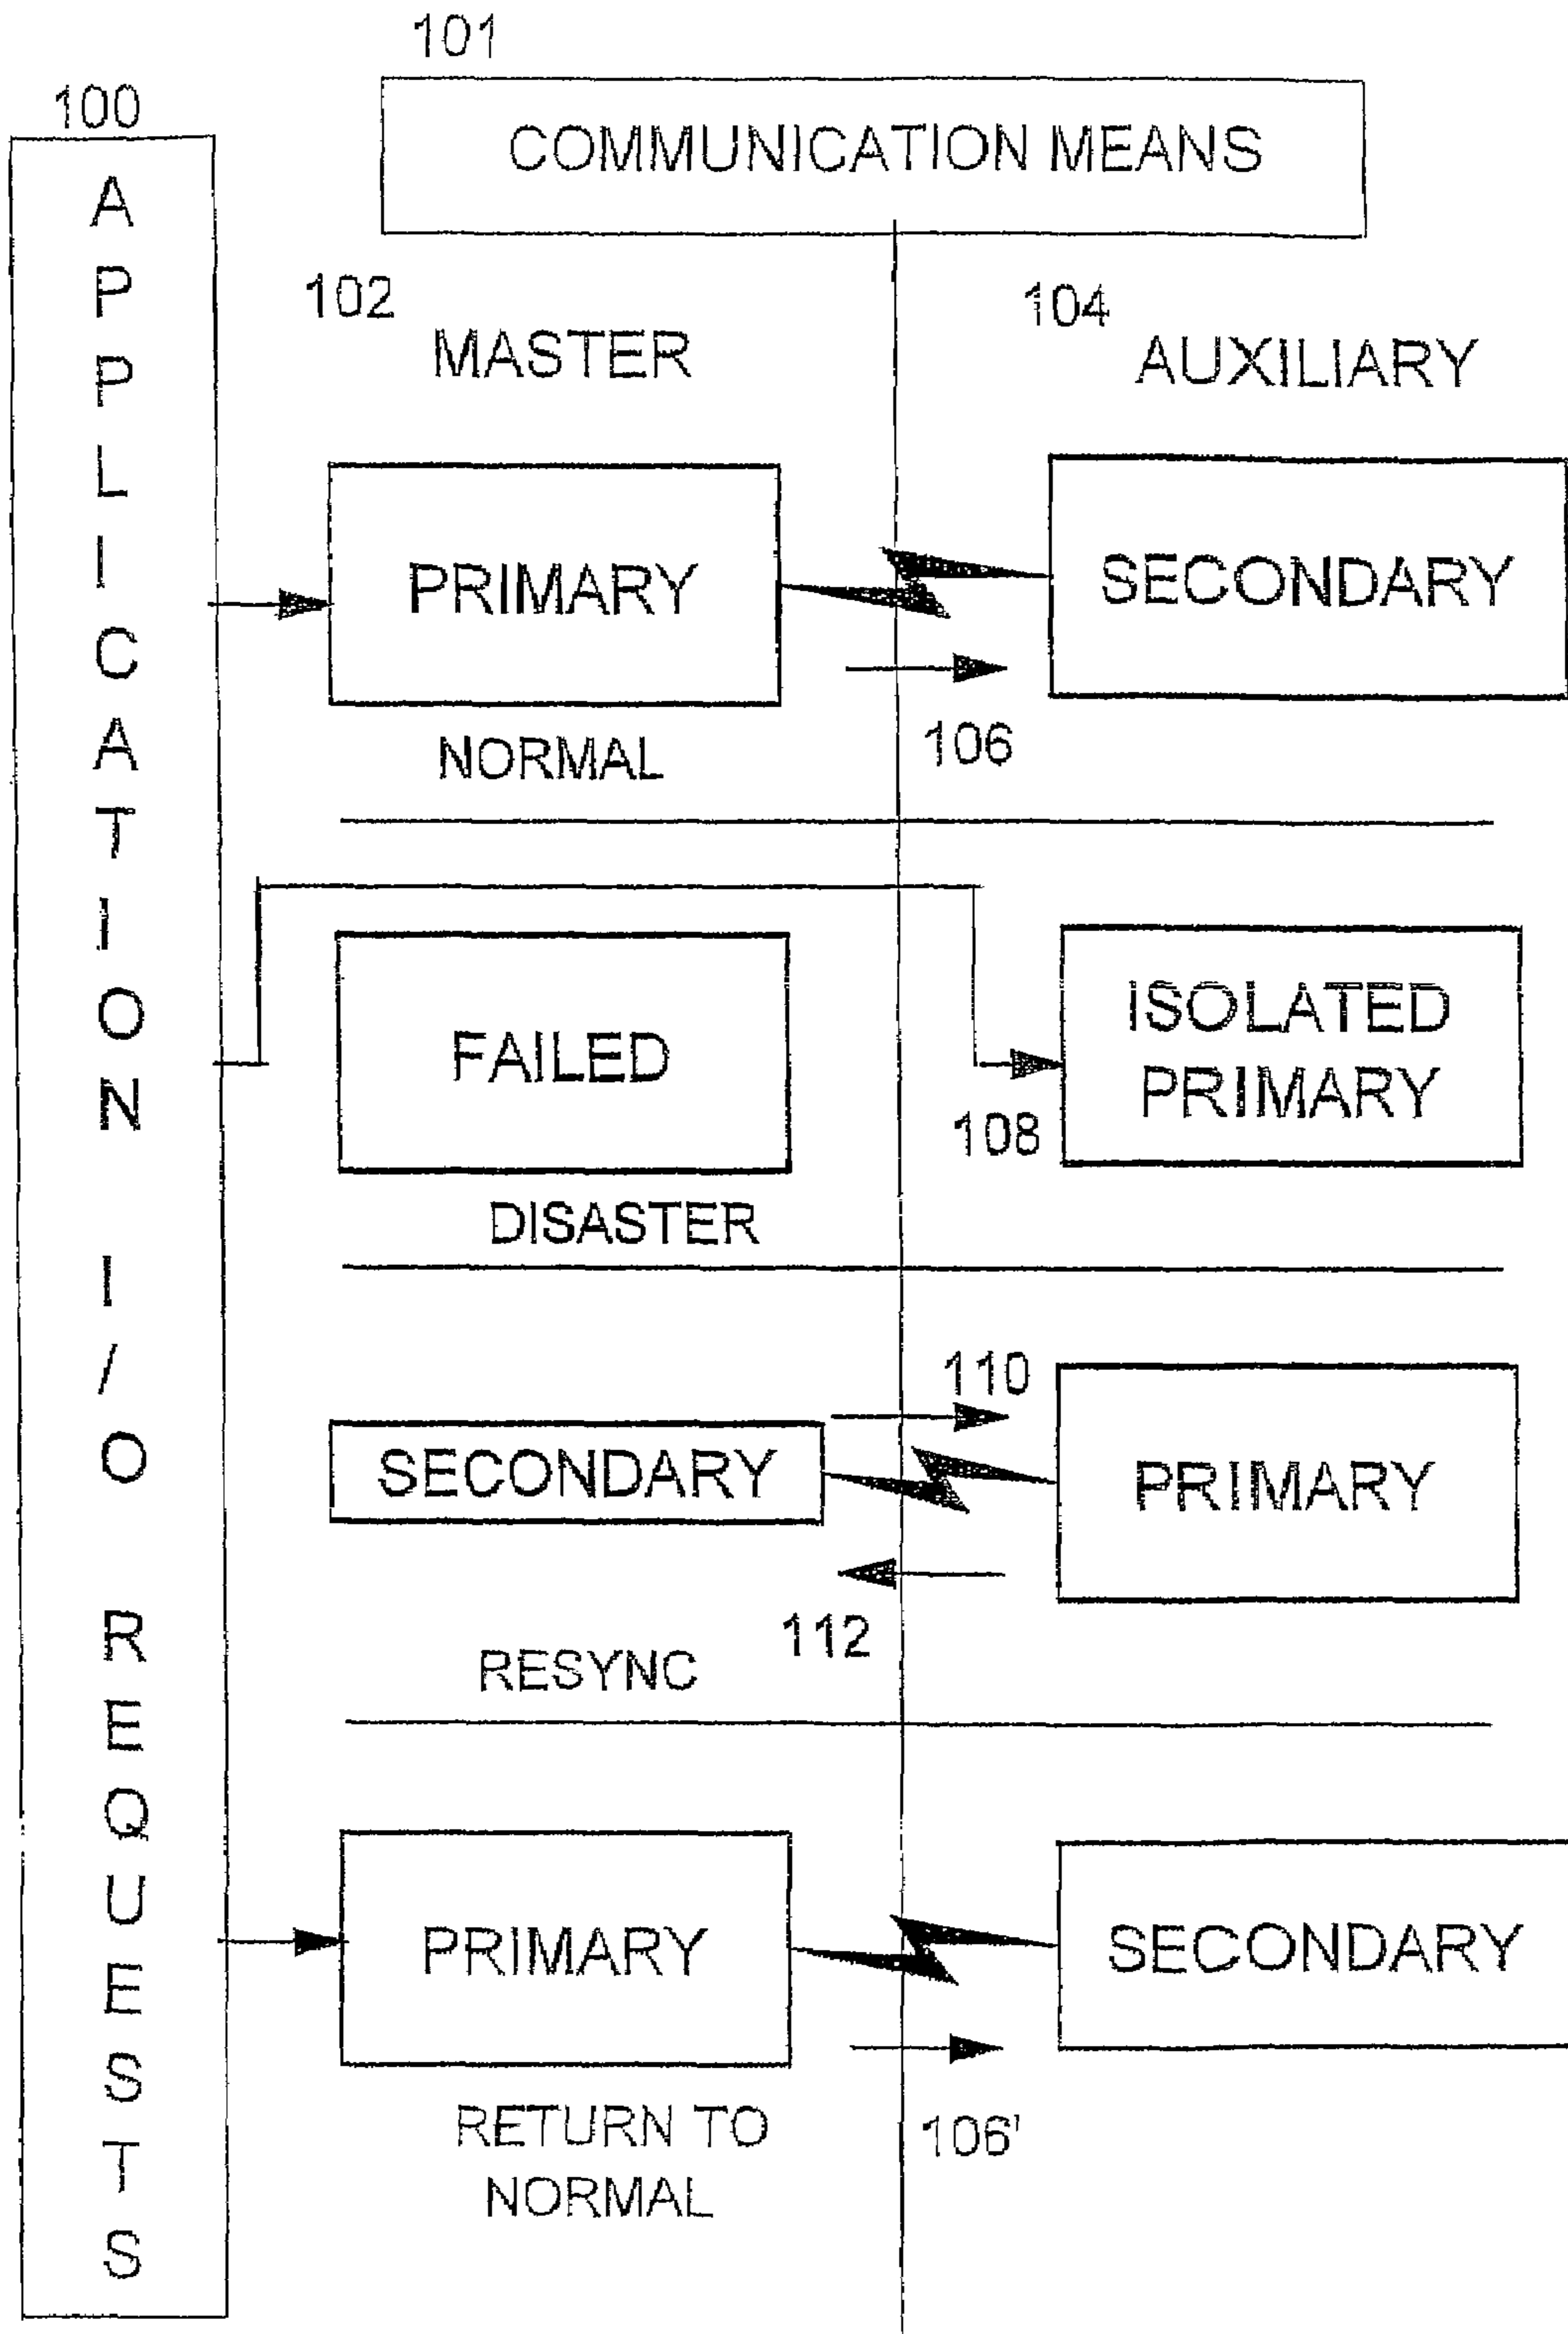 101
100
COMMUNICATION MEANS
APPLICATION I/O REQUESTS
102
104
MASTER
AUXILIARY
PRIMARY
SECONDARY
106
NORMAL
FAILED
ISOLATED
PRIMARY
108
DISASTER
110
SECONDARY
PRIMARY
112
RESYNC
PRIMARY
SECONDARY
RETURN TO
NORMAL
106'